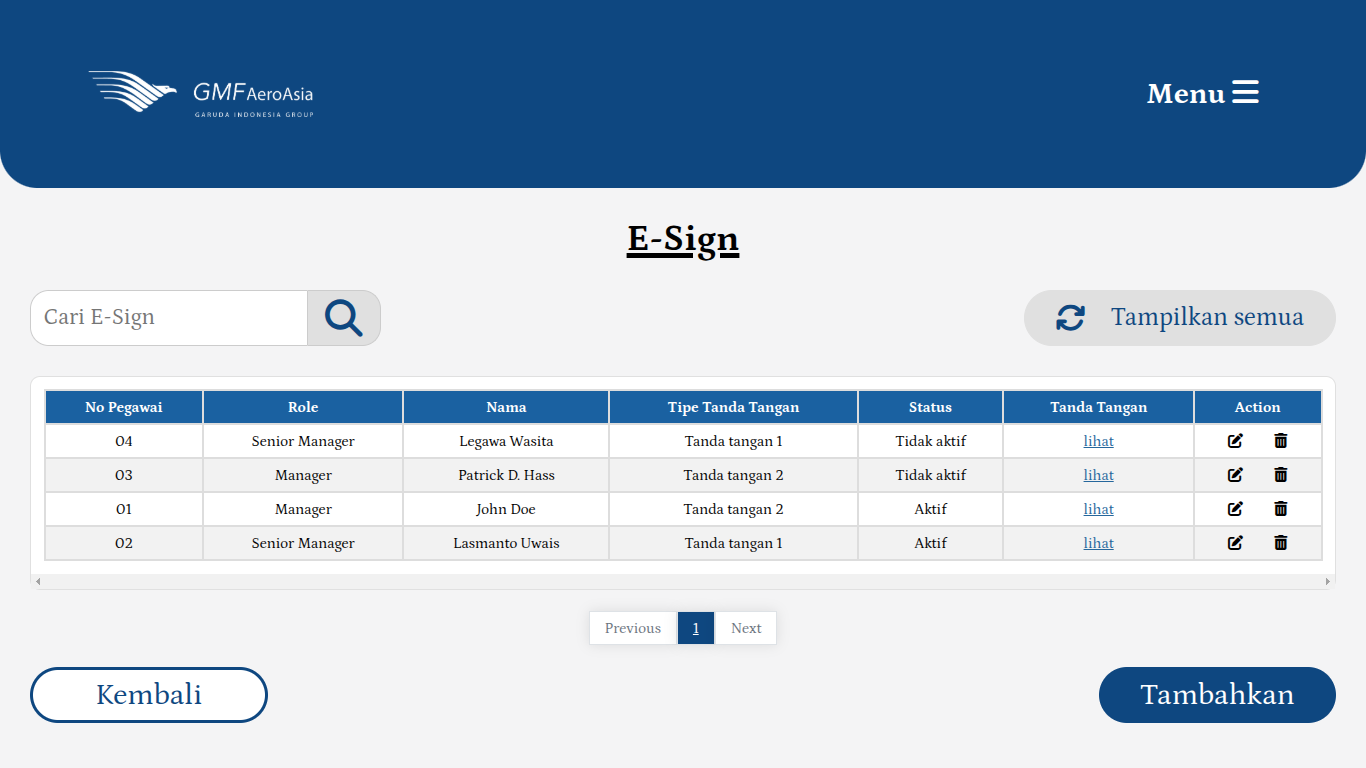 GMF AeroAsia
GARUDA INDONESIA GROUP
Menu
E-Sign
Cari E-Sign
Tampilkan semua
No Pegawai Role Nama Tipe Tanda Tangan Status Tanda Tangan Action
04 Senior Manager Legawa Wasita Tanda tangan 1 Tidak aktif lihat
03 Manager Patrick D. Hass Tanda tangan 2 Tidak aktif lihat
01 Manager John Doe Tanda tangan 2 Aktif lihat
02 Senior Manager Lasmanto Uwais Tanda tangan 1 Aktif lihat
Previous 1 Next
Kembali
Tambahkan